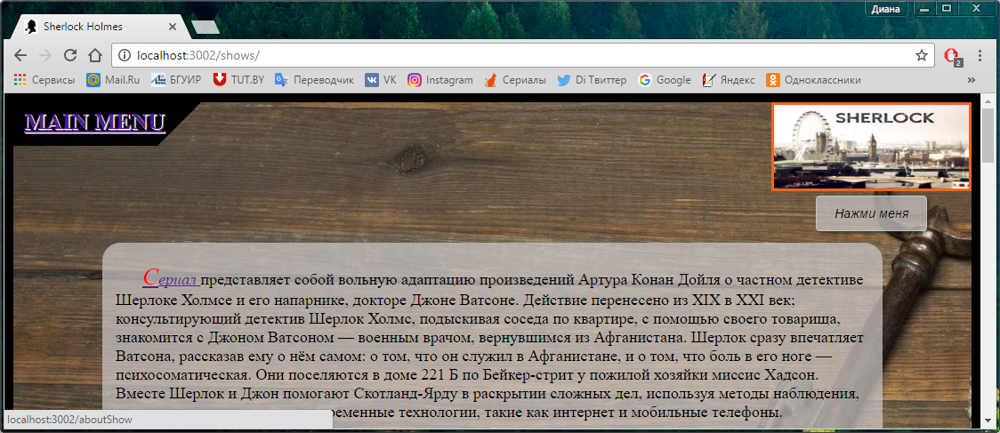 Диана
Sherlock Holmes
localhost:3002/shows/
2
Сервисы Mail.Ru БГУИР TUT.BY Переводчик VK Instagram Сериалы Di Твиттер Google Яндекс Одноклассники »
MAIN MENU
SHERLOCK
Нажми меня
Сериал представляет собой вольную адаптацию произведений Артура Конан Дойля о частном детективе
Шерлоке Холмсе и его напарнике, докторе Джоне Ватсоне. Действие перенесено из XIX в XXI век;
консультирующий детектив Шерлок Холмс, подыскивая соседа по квартире, с помощью своего товарища,
знакомится с Джоном Ватсоном — военным врачом, вернувшимся из Афганистана. Шерлок сразу впечатляет
Ватсона, рассказав ему о нём самом: о том, что он служил в Афганистане, и о том, что боль в его ноге —
психосоматическая. Они поселяются в доме 221 Б по Бейкер-стрит у пожилой хозяйки миссис Хадсон.
Вместе Шерлок и Джон помогают Скотланд-Ярду в раскрытии сложных дел, используя методы наблюдения,
ременные технологии, такие как интернет и мобильные телефоны.
localhost:3002/aboutShow